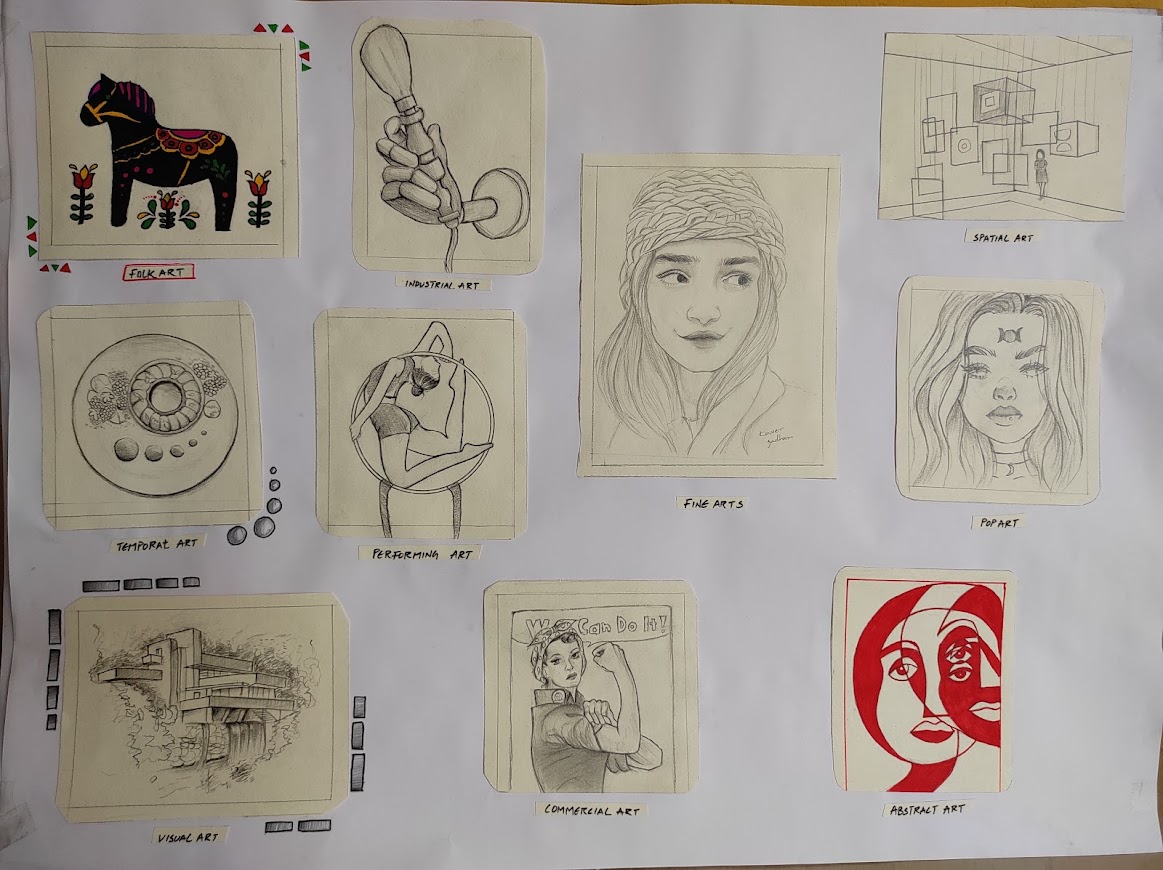 FOLK ART
INDUSTRIAL ART
SPATIAL ART
TEMPORAL ART
PERFORMING ART
FINE ARTS
POP ART
We Can Do It!
VISUAL ART
COMMERCIAL ART
ABSTRACT ART